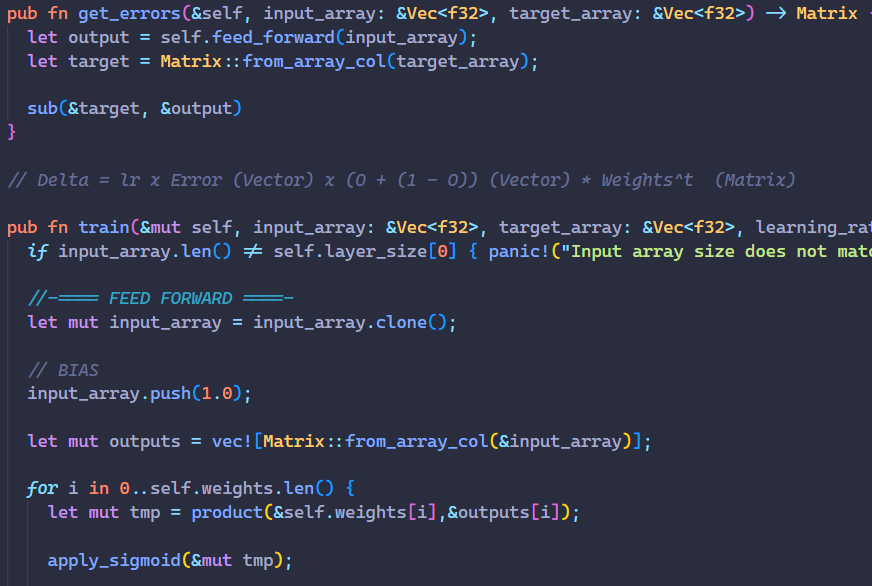 pub fn get_errors(&self, input_array: &Vec<f32>, target_array: &Vec<f32>) -> Matrix
let output = self.feed_forward(input_array);
let target = Matrix::from_array_col(target_array);
sub(&target, &output)
}
// Delta = lr x Error (Vector) x (O + (1 - O)) (Vector) * Weights^t (Matrix)
pub fn train(&mut self, input_array: &Vec<f32>, target_array: &Vec<f32>, learning_rat
if input_array.len() != self.layer_size[0] { panic!("Input array size does not matc
//-==== FEED FORWARD ====-
let mut input_array = input_array.clone();
// BIAS
input_array.push(1.0);
let mut outputs = vec![Matrix::from_array_col(&input_array)];
for i in 0..self.weights.len() {
let mut tmp = product(&self.weights[i],&outputs[i]);
apply_sigmoid(&mut tmp);